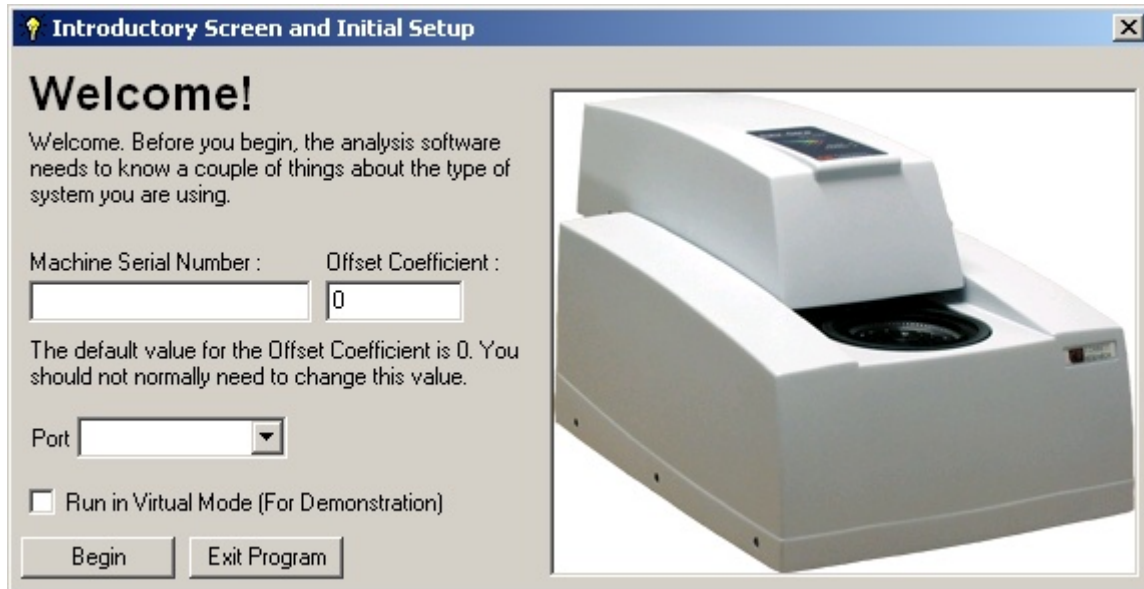 Introductory Screen and Initial Setup
Welcome!
Welcome. Before you begin, the analysis software
needs to know a couple of things about the type of
system you are using.
Machine Serial Number : Offset Coefficient :
0
The default value for the Offset Coefficient is 0. You
should not normally need to change this value.
Port
Run in Virtual Mode (For Demonstration)
Begin Exit Program